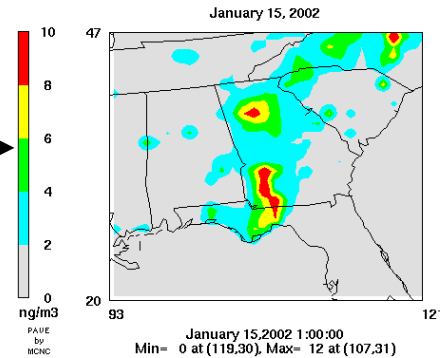 January 15, 2002
47
10
8
6
4
2
0
ng/m3
PAVE
by
MCNC
20
93
121
January 15,2002 1:00:00
Min= 0 at (119,30), Max= 12 at (107,31)